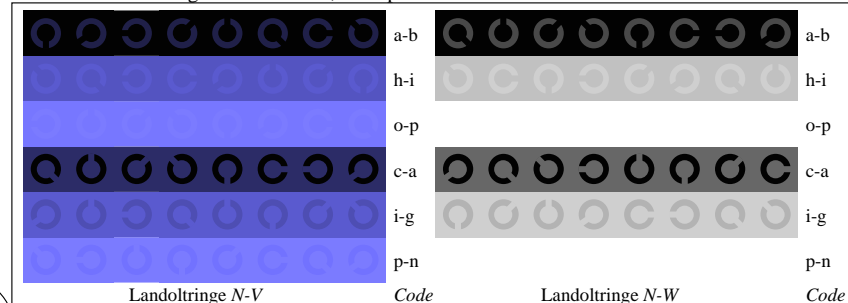 a-b a-b
h-i h-i
o-p o-p
c-a c-a
i-g i-g
p-n p-n
Landoltringe N-V Code Landoltringe N-W Code